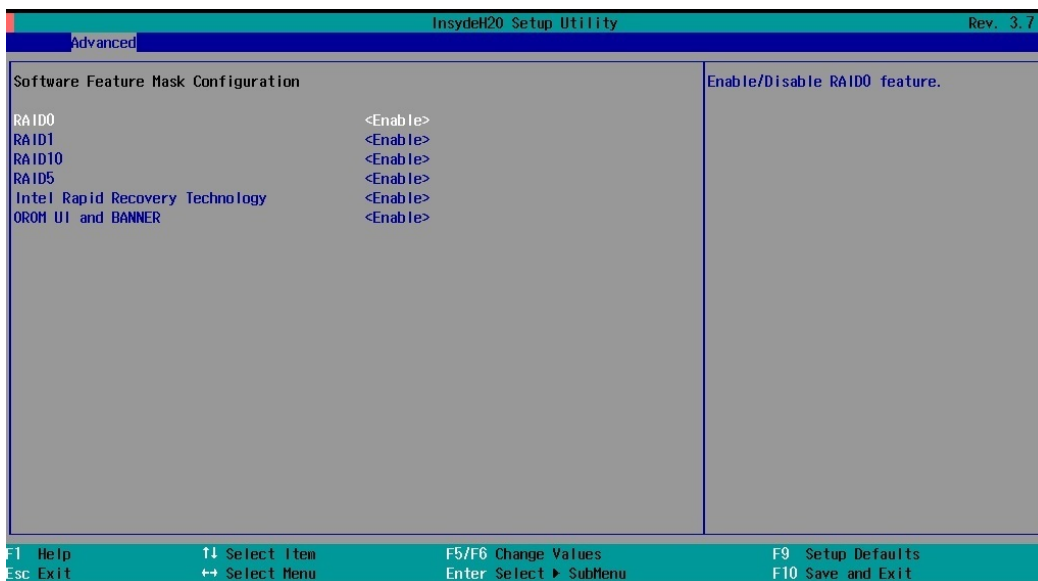 InsydeH20 Setup Utility Rev. 3.7
Advanced
Software Feature Mask Configuration
Enable/Disable RAID0 feature.
RAID0 <Enable>
RAID1 <Enable>
RAID10 <Enable>
RAID5 <Enable>
Intel Rapid Recovery Technology <Enable>
OROM UI and BANNER <Enable>
F1 Help ↑↓ Select Item F5/F6 Change Values F9 Setup Defaults
Esc Exit ↔ Select Menu Enter Select ▶ SubMenu F10 Save and Exit